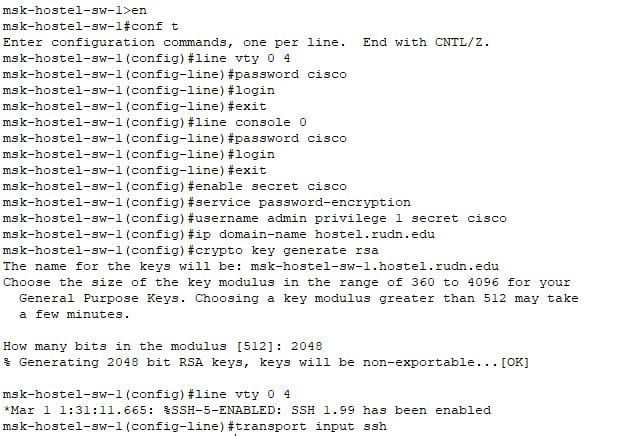 msk-hostel-sw-1>en
msk-hostel-sw-1#conf t
Enter configuration commands, one per line.  End with CNTL/Z.
msk-hostel-sw-1(config)#line vty 0 4
msk-hostel-sw-1(config-line)#password cisco
msk-hostel-sw-1(config-line)#login
msk-hostel-sw-1(config-line)#exit
msk-hostel-sw-1(config)#line console 0
msk-hostel-sw-1(config-line)#password cisco
msk-hostel-sw-1(config-line)#login
msk-hostel-sw-1(config-line)#exit
msk-hostel-sw-1(config)#enable secret cisco
msk-hostel-sw-1(config)#service password-encryption
msk-hostel-sw-1(config)#username admin privilege 1 secret cisco
msk-hostel-sw-1(config)#ip domain-name hostel.rudn.edu
msk-hostel-sw-1(config)#crypto key generate rsa
The name for the keys will be: msk-hostel-sw-1.hostel.rudn.edu
Choose the size of the key modulus in the range of 360 to 4096 for your
  General Purpose Keys. Choosing a key modulus greater than 512 may take
  a few minutes.

How many bits in the modulus [512]: 2048
% Generating 2048 bit RSA keys, keys will be non-exportable...[OK]

msk-hostel-sw-1(config)#line vty 0 4
*Mar 1 1:31:11.665: %SSH-5-ENABLED: SSH 1.99 has been enabled
msk-hostel-sw-1(config-line)#transport input ssh